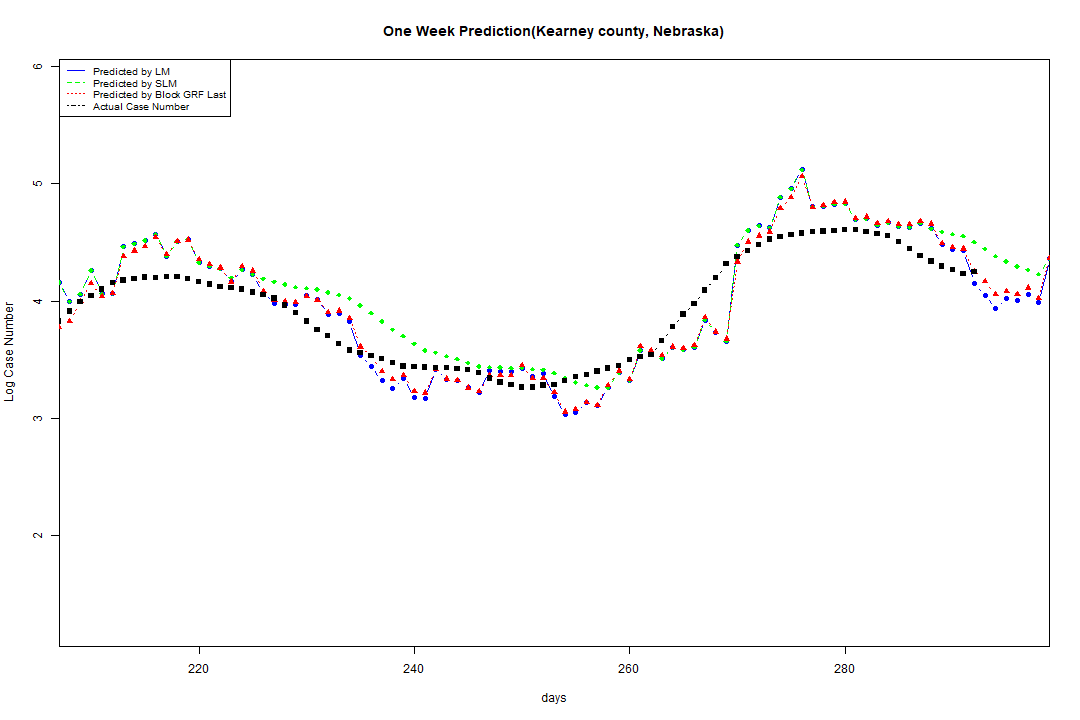 One Week Prediction(Kearney county, Nebraska)
Predicted by LM
Predicted by SLM
Predicted by Block GRF Last
Actual Case Number
6
5
4
3
2
Log Case Number
220
240
260
280
days